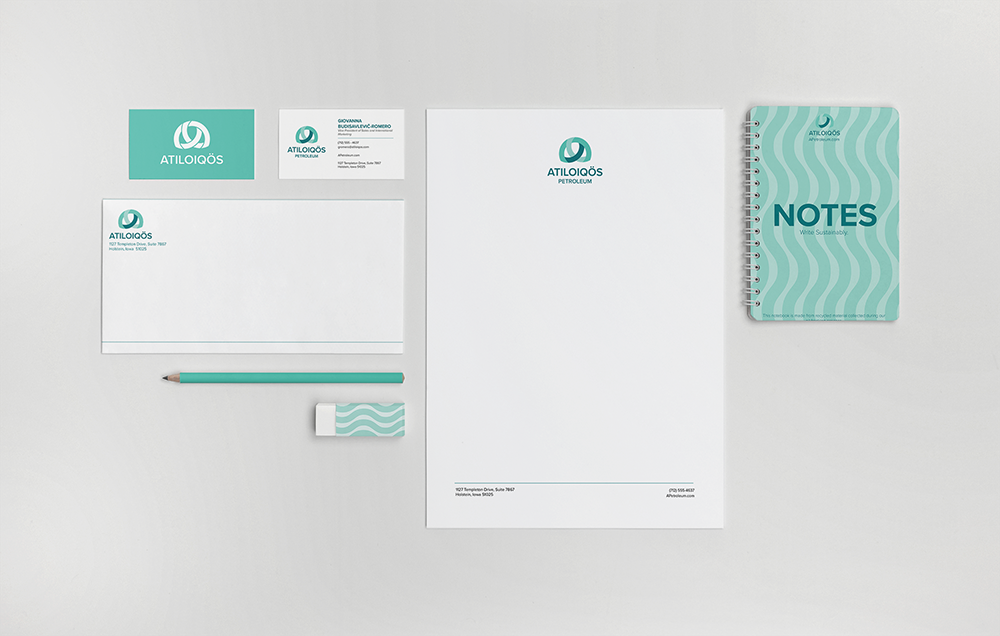 ATILOIQÖS
GIOVANNA
BUDISAVLEVIĆ-ROMERO
Vice President of Sales and International
Marketing
(712) 555 - 4637
APetroleum.com
1127 Templeton Drive, Suite 7867
Holstein, Iowa 51025
ATILOIQÖS
PETROLEUM
ATILOIQÖS
1127 Templeton Drive, Suite 7867
Holstein, Iowa 51025
ATILOIQÖS
PETROLEUM
1127 Templeton Drive, Suite 7867
Holstein, Iowa 51025
(712) 555-4637
APetroleum.com
ATILOIQÖS
APetroleum.com
NOTES
Write Sustainably.
This notebook is made from recycled material collected during our